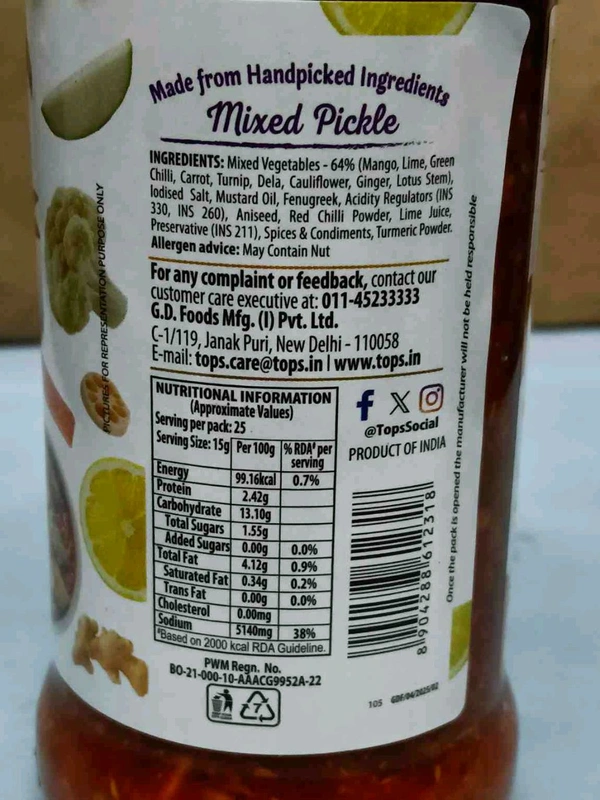 Made from Handpicked Ingredients
Mixed Pickle
INGREDIENTS: Mixed Vegetables - 64% (Mango, Lime, Green
Chilli, Carrot, Turnip, Dela, Cauliflower, Ginger, Lotus Stem),
Iodised Salt, Mustard Oil, Fenugreek, Acidity Regulators (INS
330, INS 260), Aniseed, Red Chilli Powder, Lime Juice,
Preservative (INS 211), Spices & Condiments, Turmeric Powder.
Allergen advice: May Contain Nut
For any complaint or feedback, contact our
customer care executive at: 011-45233333
G.D. Foods Mfg. (I) Pvt. Ltd.
C-1/119, Janak Puri, New Delhi - 110058
E-mail: tops.care@tops.in | www.tops.in
NUTRITIONAL INFORMATION
(Approximate Values)
Serving per pack: 25
Serving Size: 15g Per 100g % RDA# per serving
Energy 99.16kcal 0.7%
Protein 2.42g
Carbohydrate 13.10g
Total Sugars 1.55g
Added Sugars 0.00g 0.0%
Total Fat 4.12g 0.9%
Saturated Fat 0.34g 0.2%
Trans Fat 0.00g 0.0%
Cholesterol 0.00mg
Sodium 5140mg 38%
#Based on 2000 kcal RDA Guideline.
PWM Regn. No.
BO-21-000-10-AAACG9952A-22
7
@TopsSocial
PRODUCT OF INDIA
8904288612318
105 GDF/04/2025/02
PICTURES FOR REPRESENTATION PURPOSE ONLY
Once the pack is opened the manufacturer will not be held responsible